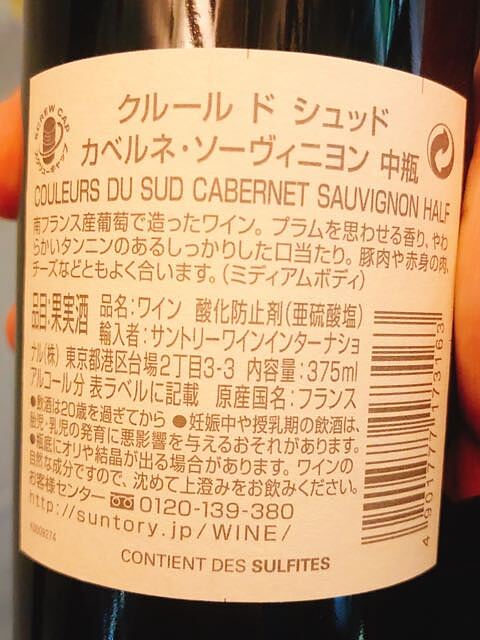 SCREW CAP
スクリューキャップ
クルール ド シュッド
カベルネ・ソーヴィニヨン 中瓶
COULEURS DU SUD CABERNET SAUVIGNON HALF
南フランス産葡萄で造ったワイン。プラムを思わせる香り、やわ
らかいタンニンのあるしっかりした口当たり。豚肉や赤身の肉、
チーズなどともよく合います。(ミディアムボディ)
品目:果実酒 品名:ワイン 酸化防止剤(亜硫酸塩)
輸入者:サントリーワインインターナショ
ナル(株) 東京都港区台場2丁目3-3 内容量:375ml
アルコール分 表ラベルに記載 原産国名:フランス
●飲酒は20歳を過ぎてから ●妊娠中や授乳期の飲酒は、
胎児・乳児の発育に悪影響を与えるおそれがあります。
●瓶底にオリや結晶が出る場合があります。ワインの
自然な成分ですので、沈めて上澄みをお飲みください。
お客様センター 0120-139-380
http://suntory.jp/WINE/
CONTIENT DES SULFITES
4 901777 173163